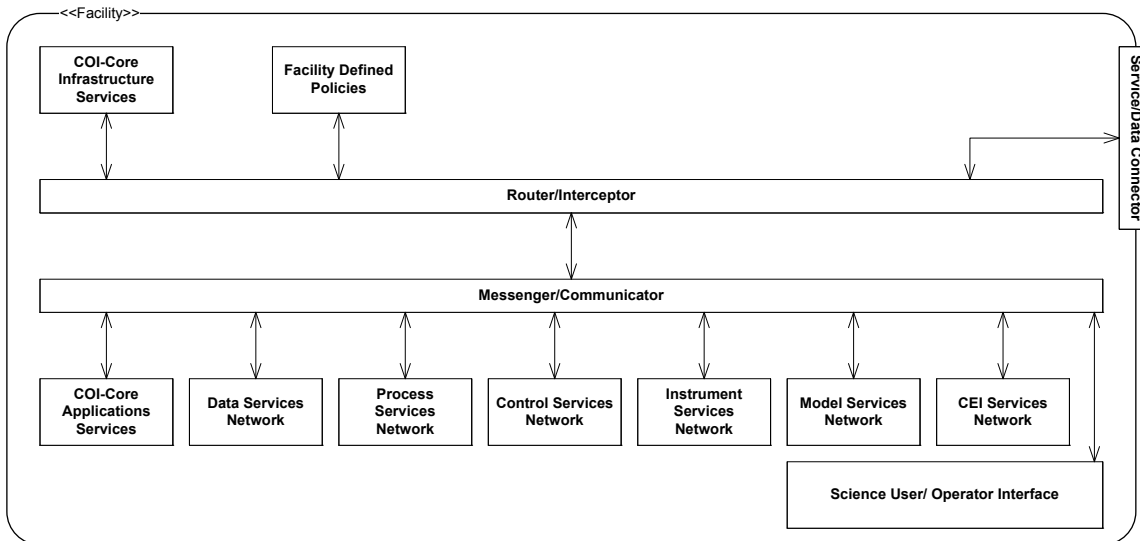 <<Facility>>
COI-Core
Infrastructure
Services
Facility Defined
Policies
Service/Data Connector
Router/Interceptor
Messenger/Communicator
COI-Core
Applications
Services
Data Services
Network
Process
Services
Network
Control Services
Network
Instrument
Services
Network
Model Services
Network
CEI Services
Network
Science User/ Operator Interface